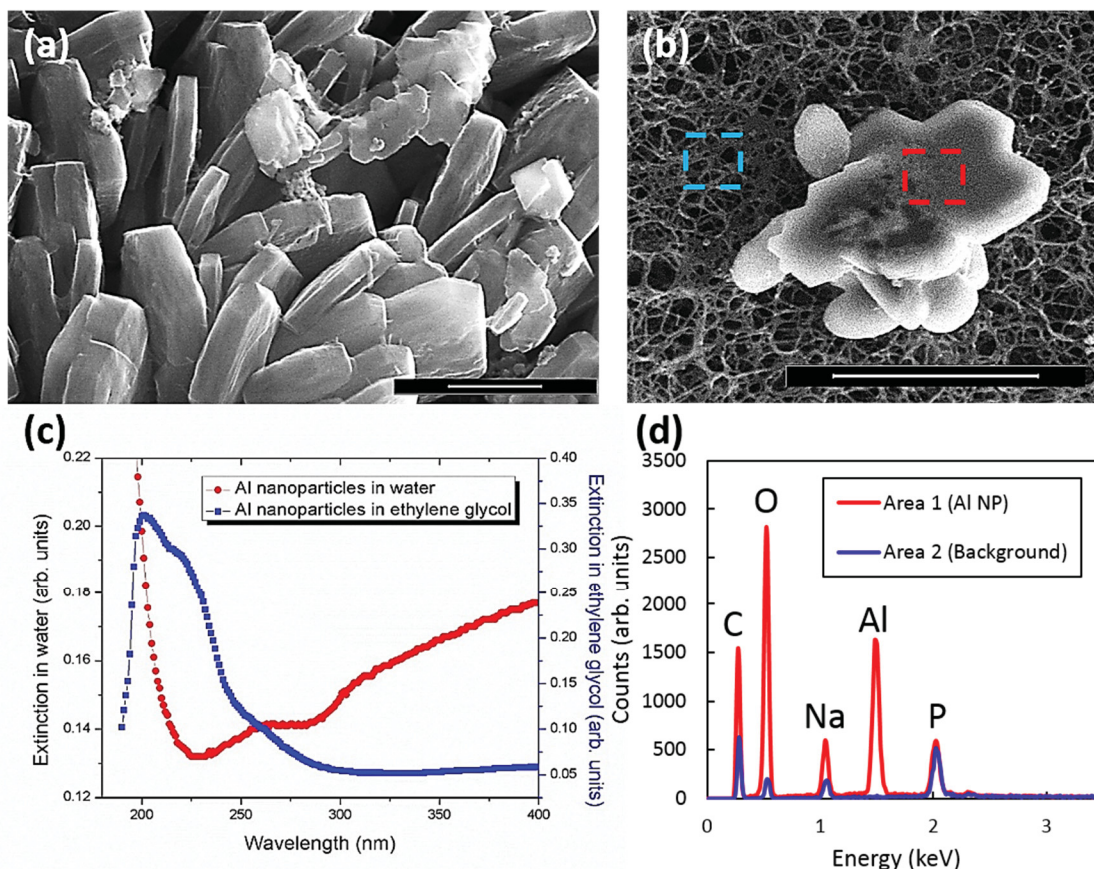 (a)
(b)
(c)
0.22
0.20
0.18
0.16
0.14
0.12
Extinction in water (arb. units)
Al nanoparticles in water
Al nanoparticles in ethylene glycol
0.40
0.35
0.30
0.25
0.20
0.15
0.10
0.05
Extinction in ethylene glycol (arb. units)
200 250 300 350 400
Wavelength (nm)
(d)
3500
3000
2500
2000
1500
1000
500
0
Counts (arb. units)
Area 1 (Al NP)
Area 2 (Background)
C
O
Na
Al
P
0 1 2 3
Energy (keV)